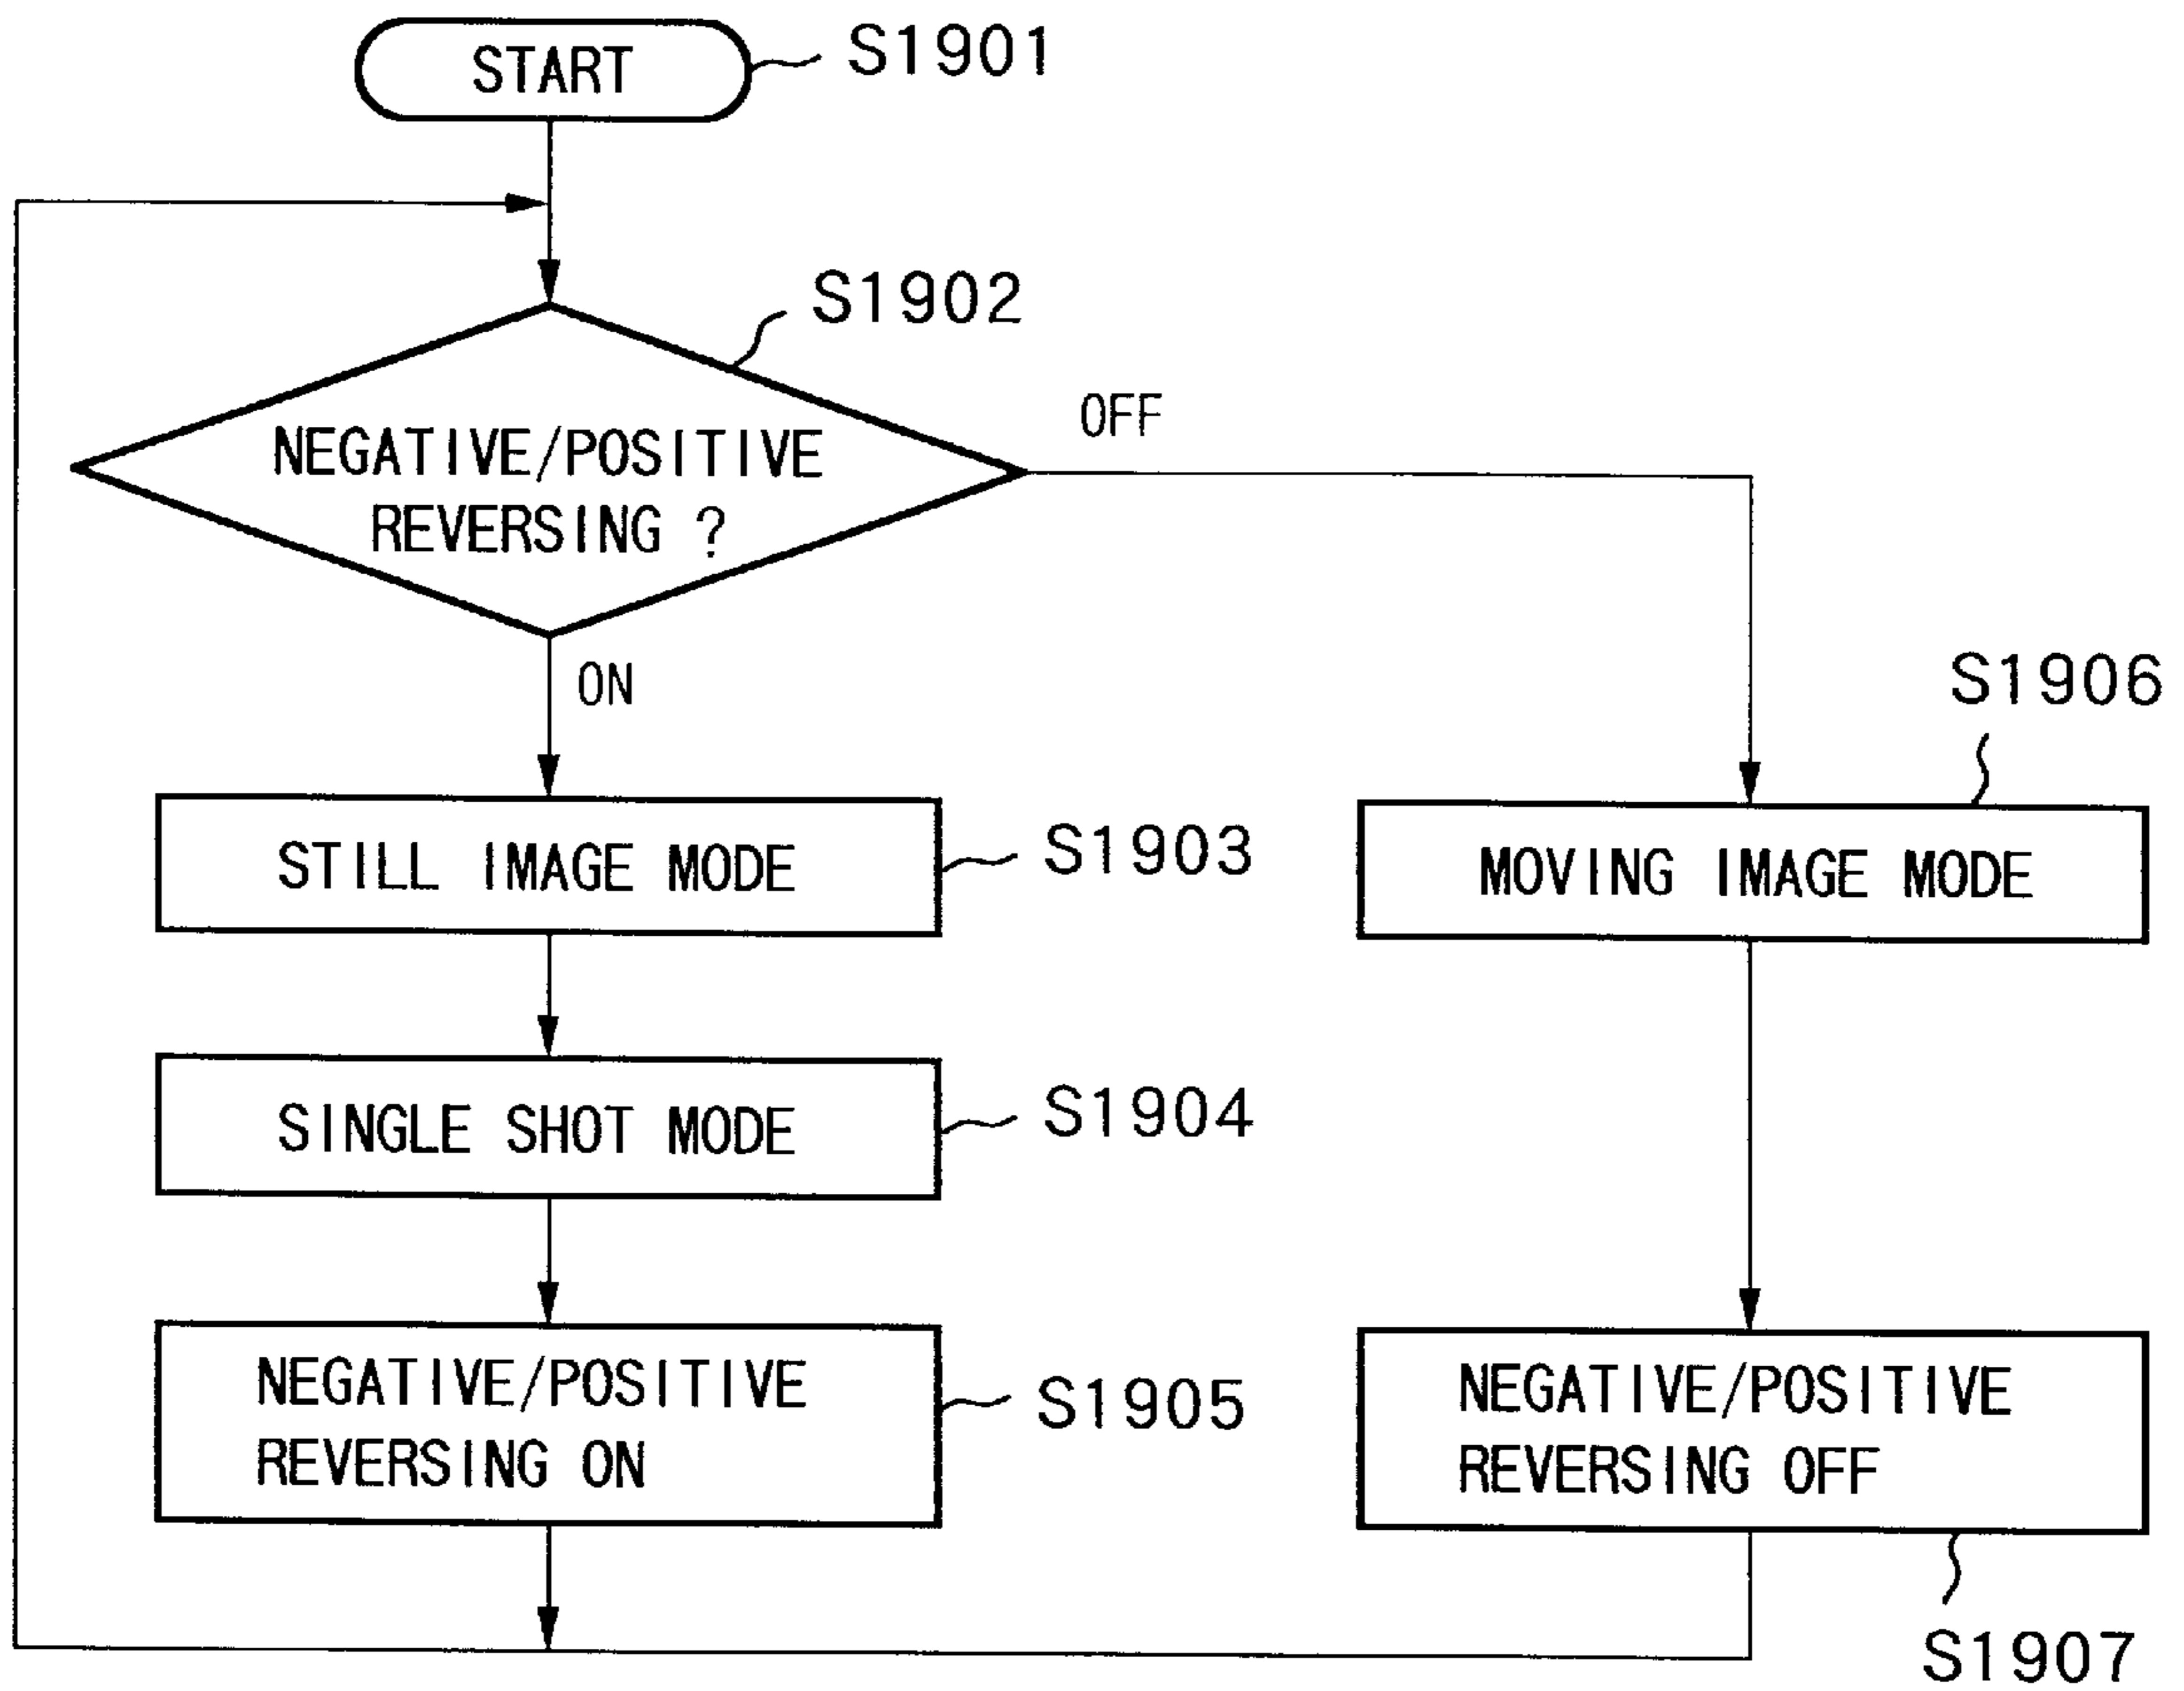 START
S1901
S1902
NEGATIVE/POSITIVE
REVERSING ?
OFF
ON
STILL IMAGE MODE
S1903
S1906
MOVING IMAGE MODE
SINGLE SHOT MODE
S1904
NEGATIVE/POSITIVE
REVERSING ON
S1905
NEGATIVE/POSITIVE
REVERSING OFF
S1907